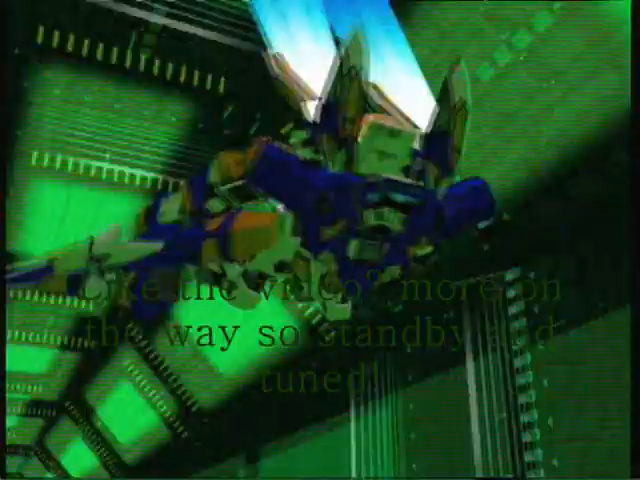 Like the video? more on
the way so standby and
tuned!